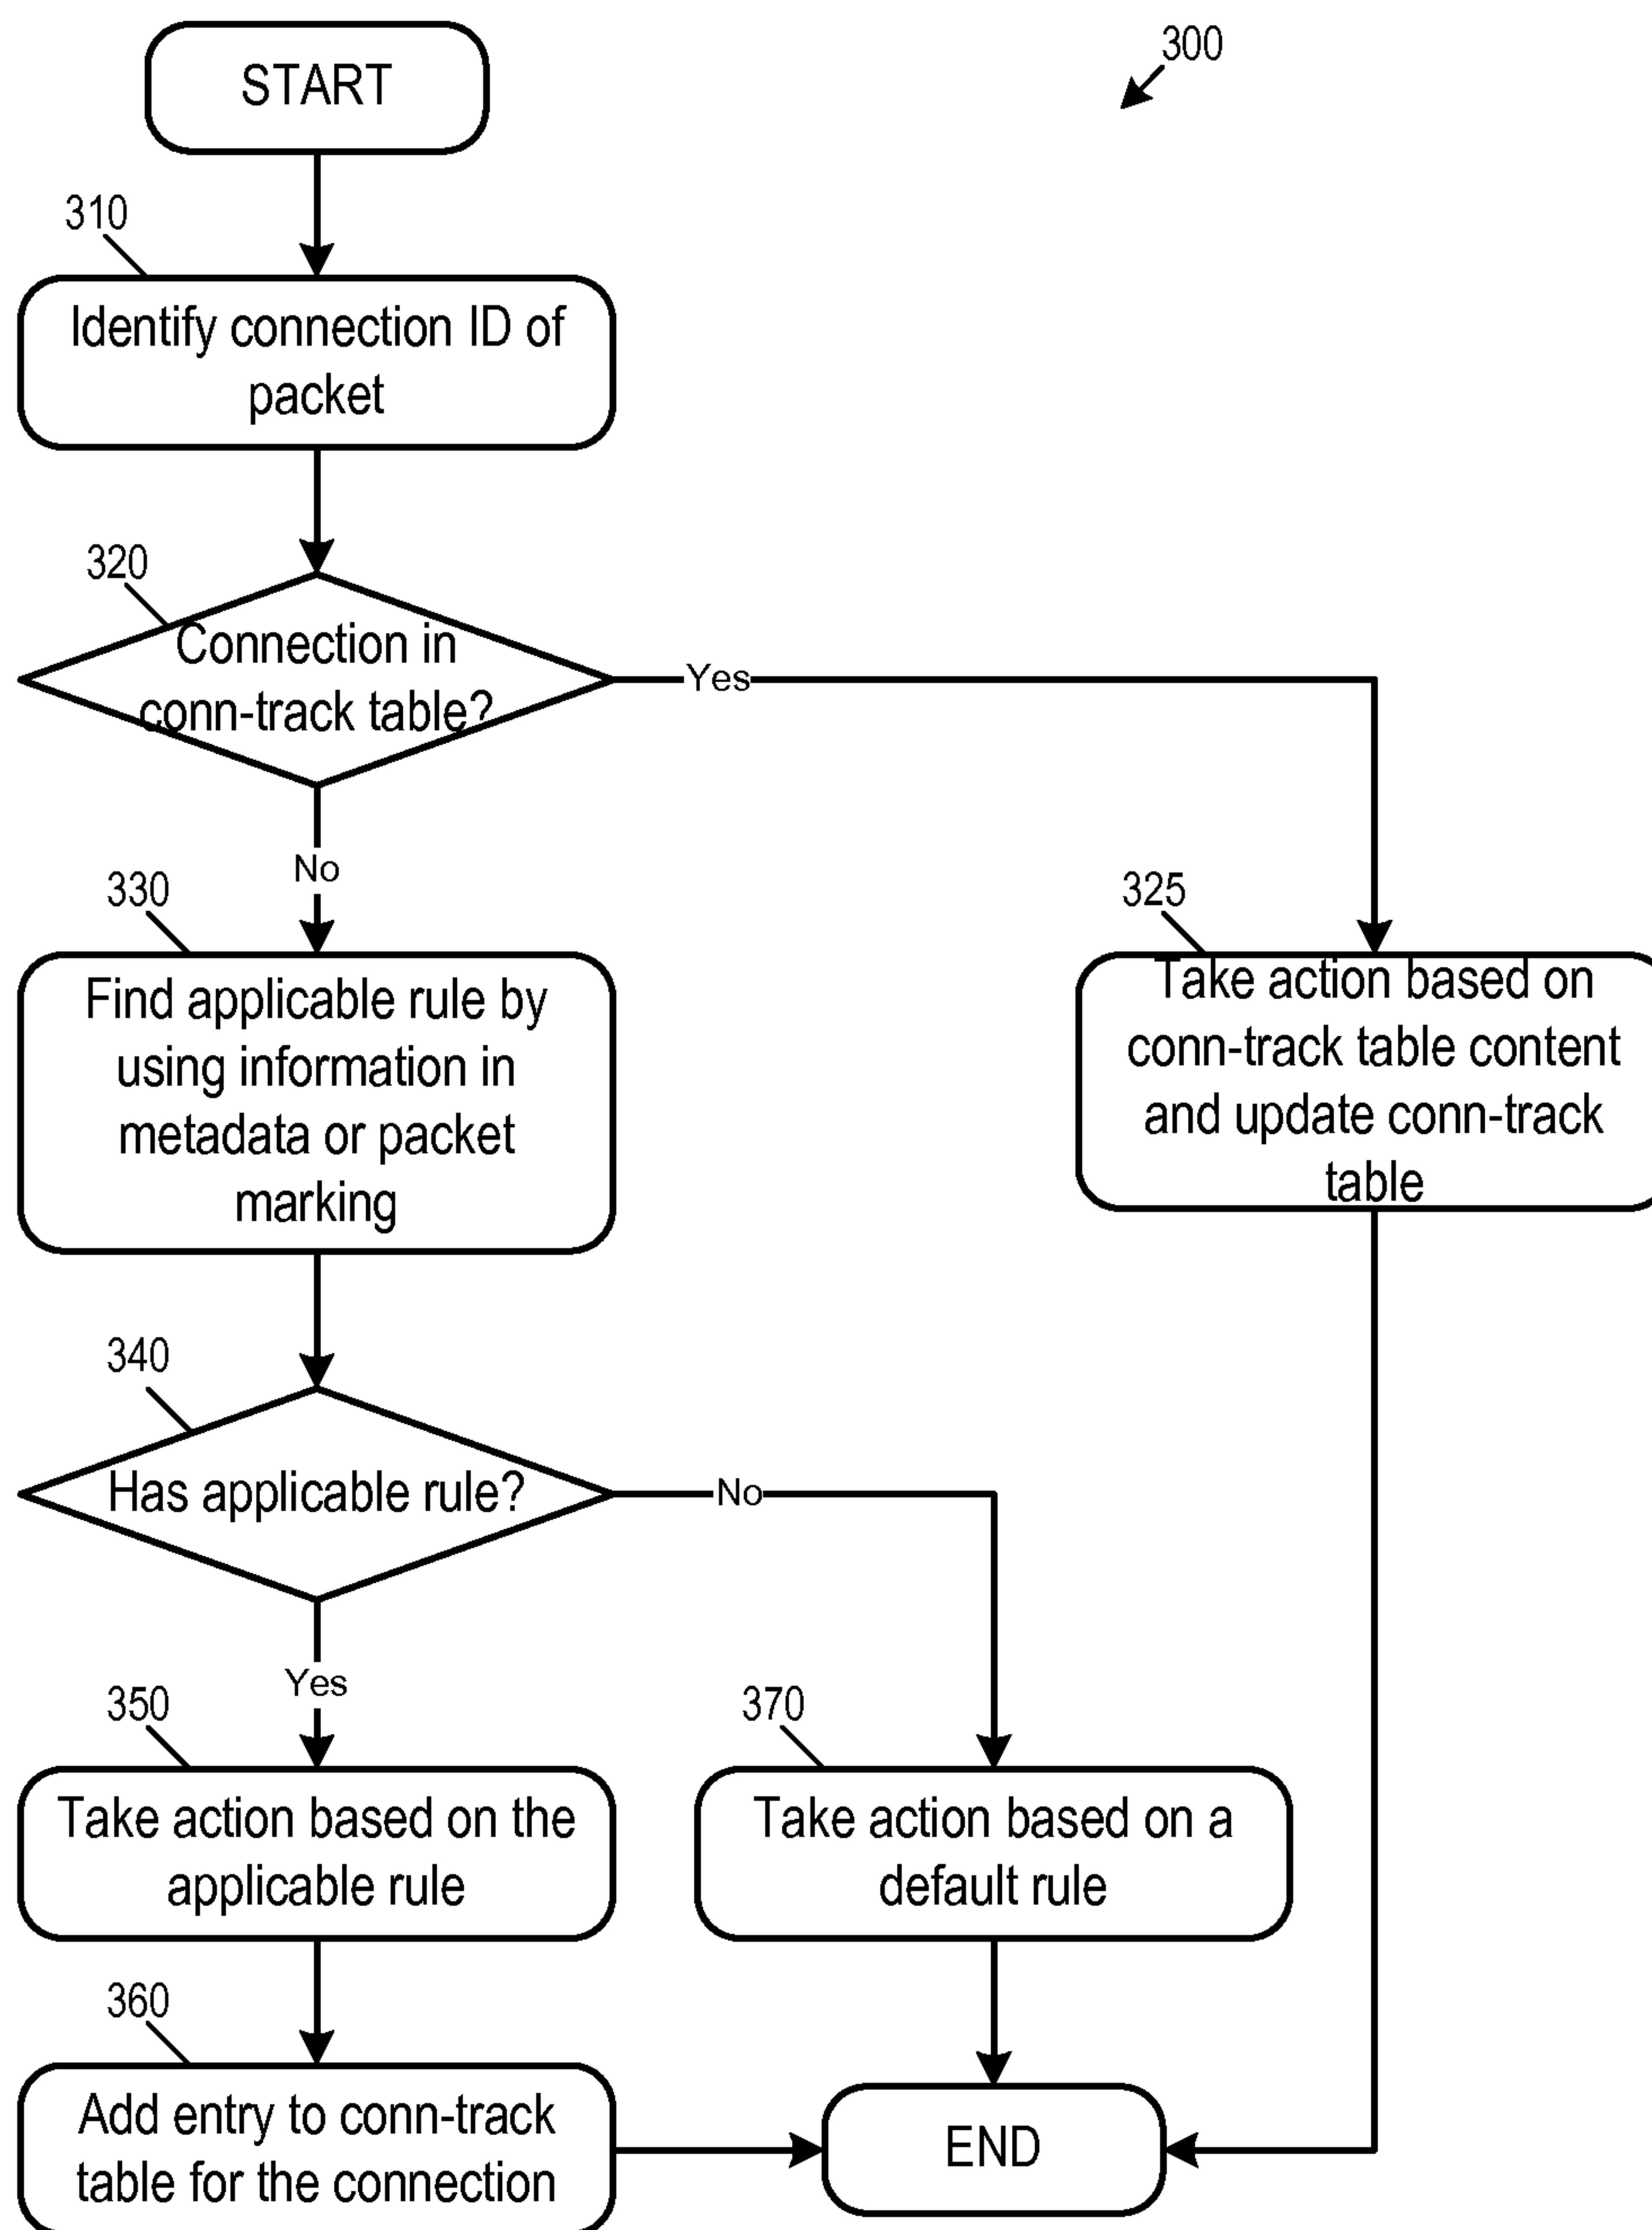 START
300
310
Identify connection ID of
packet
320
Connection in
conn-track table?
Yes
No
330
Find applicable rule by
using information in
metadata or packet
marking
325
Take action based on
conn-track table content
and update conn-track
table
340
Has applicable rule?
No
Yes
350
Take action based on the
applicable rule
370
Take action based on a
default rule
360
Add entry to conn-track
table for the connection
END